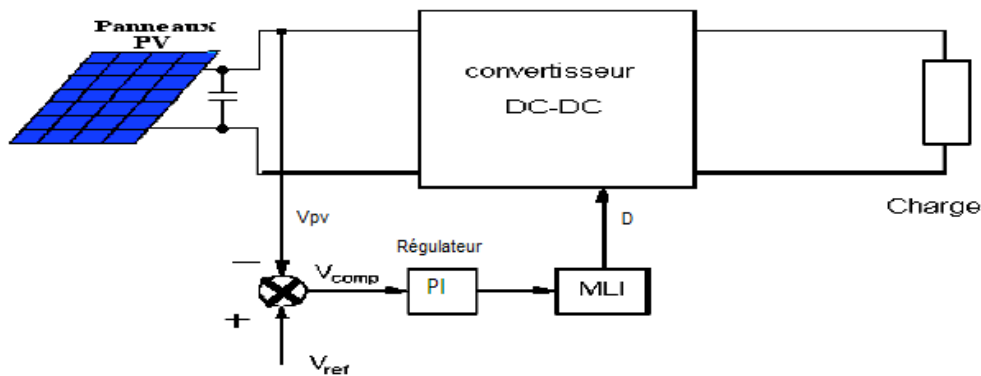 Panneaux
PV
convertisseur
DC-DC
Charge
Vpv
D
Régulateur
−
Vcomp
PI
MLI
+
Vref